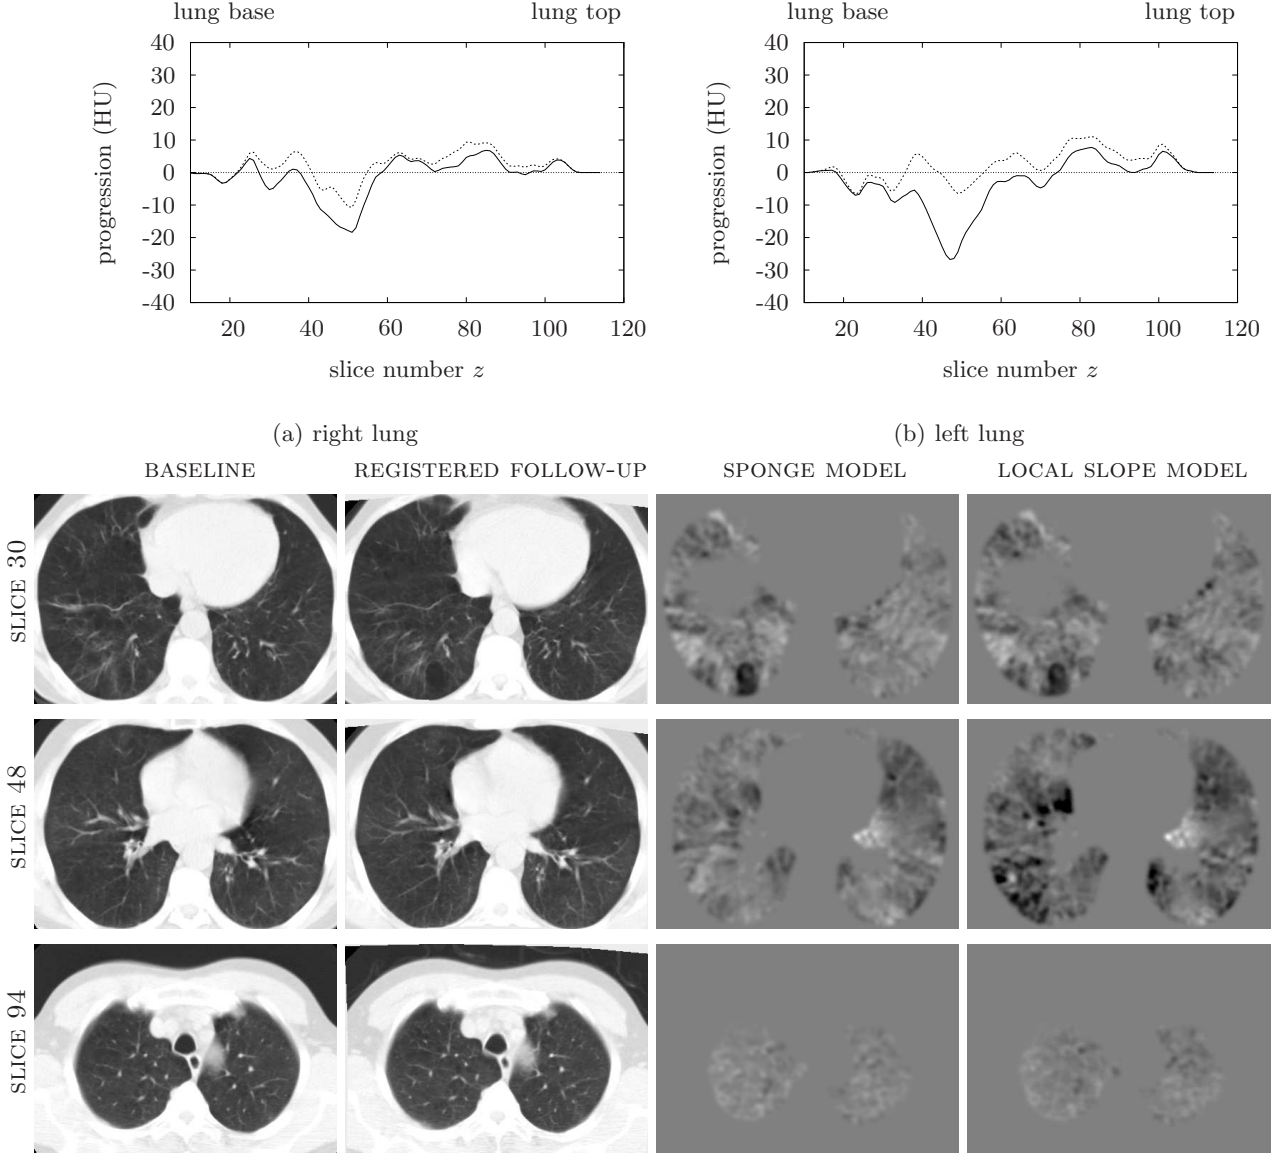 lung base lung top
40
30
20
10
0
-10
-20
-30
-40
progression (HU)
20 40 60 80 100 120
slice number z
(a) right lung
lung base lung top
40
30
20
10
0
-10
-20
-30
-40
progression (HU)
20 40 60 80 100 120
slice number z
(b) left lung
BASELINE REGISTERED FOLLOW-UP SPONGE MODEL LOCAL SLOPE MODEL
SLICE 30
SLICE 48
SLICE 94